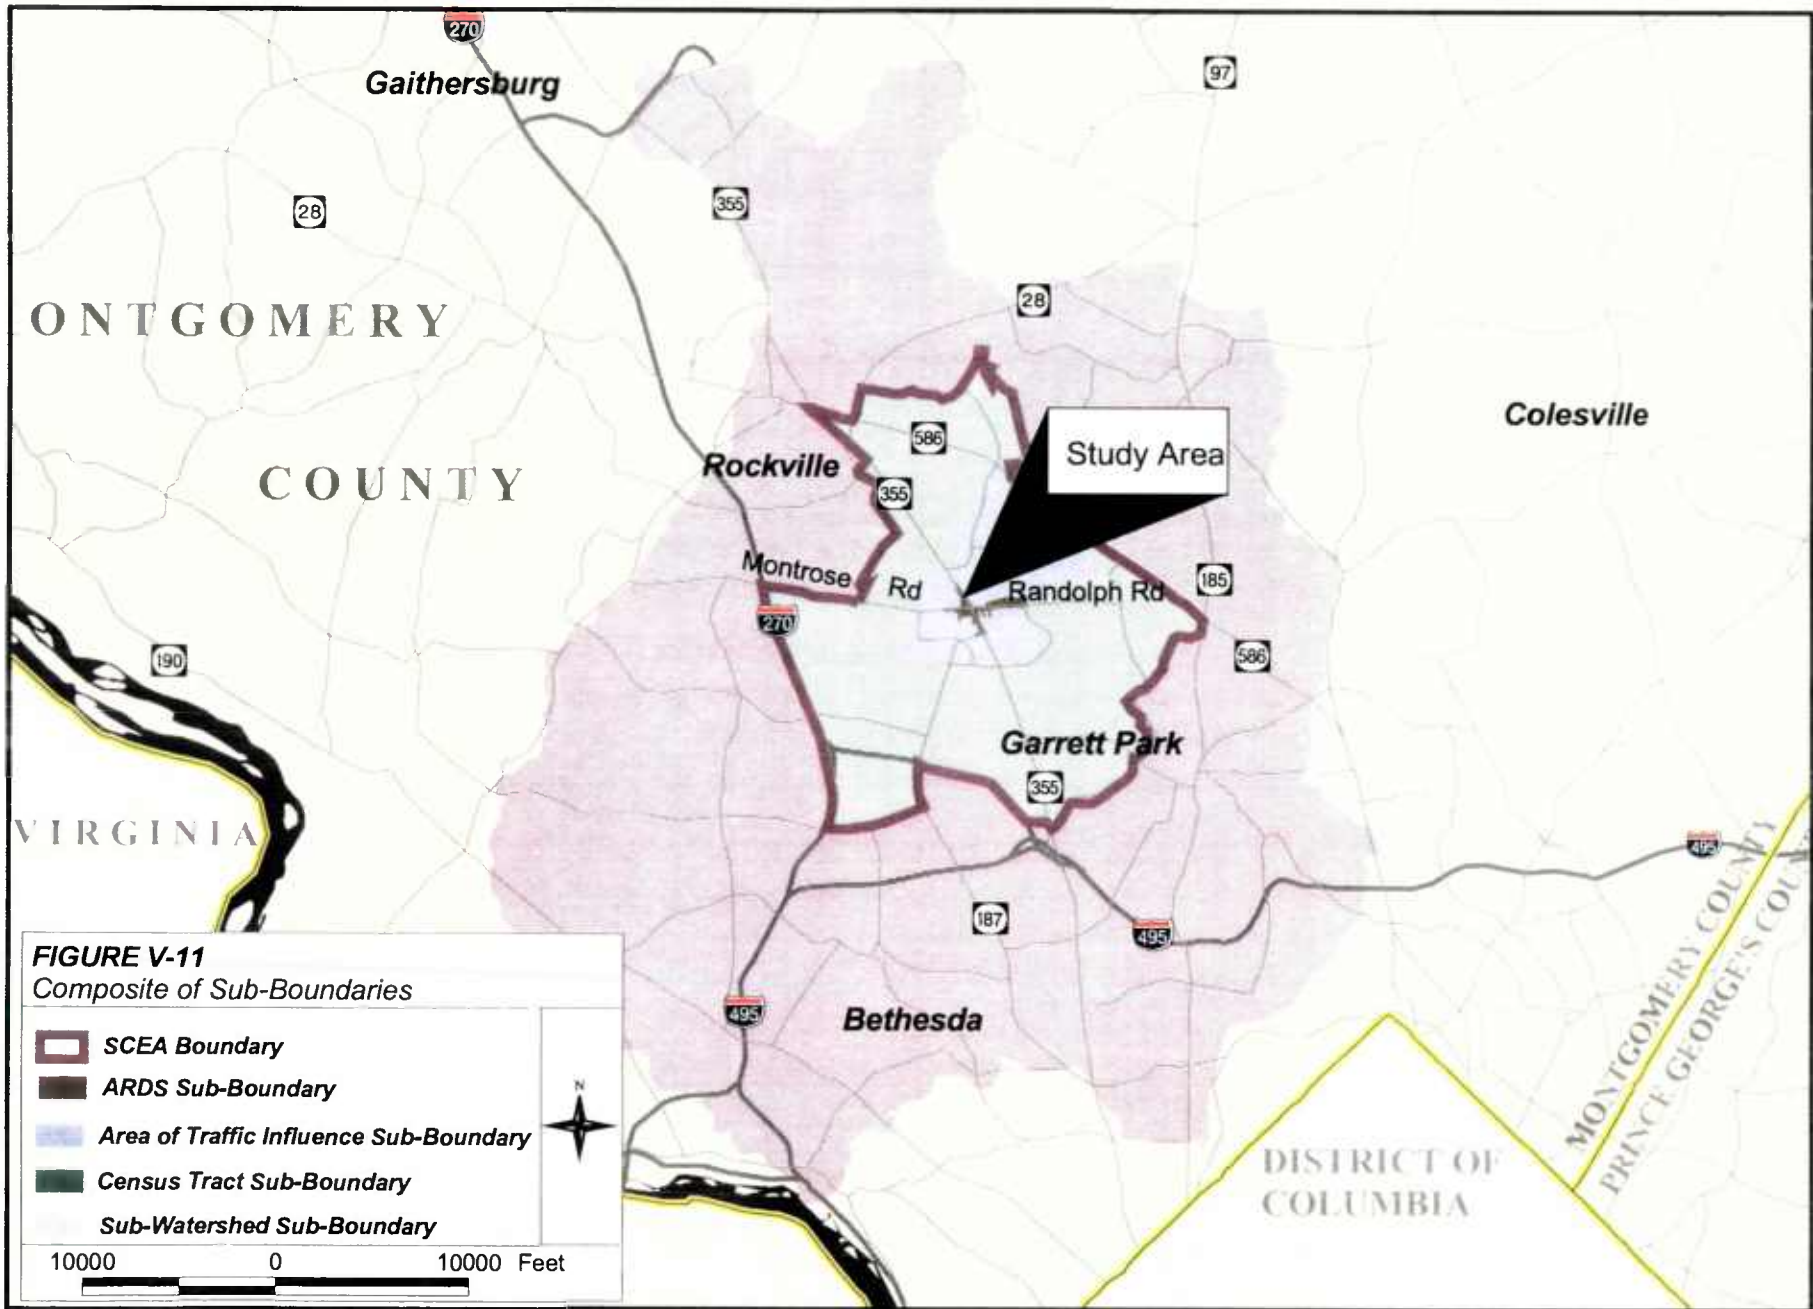 270
Gaithersburg
97
28
355
ONTGOMERY
28
COUNTY
586
Study Area
Colesville
Rockville
355
Montrose
Rd
Randolph Rd
185
270
190
586
Garrett Park
355
VIRGINIA
495
187
495
495
Bethesda
MONTGOMERY COUNTY
PRINCE GEORGE'S COUN
DISTRICT OF
COLUMBIA
FIGURE V-11
Composite of Sub-Boundaries
SCEA Boundary
ARDS Sub-Boundary
Area of Traffic Influence Sub-Boundary
Census Tract Sub-Boundary
Sub-Watershed Sub-Boundary
N
10000 0 10000 Feet